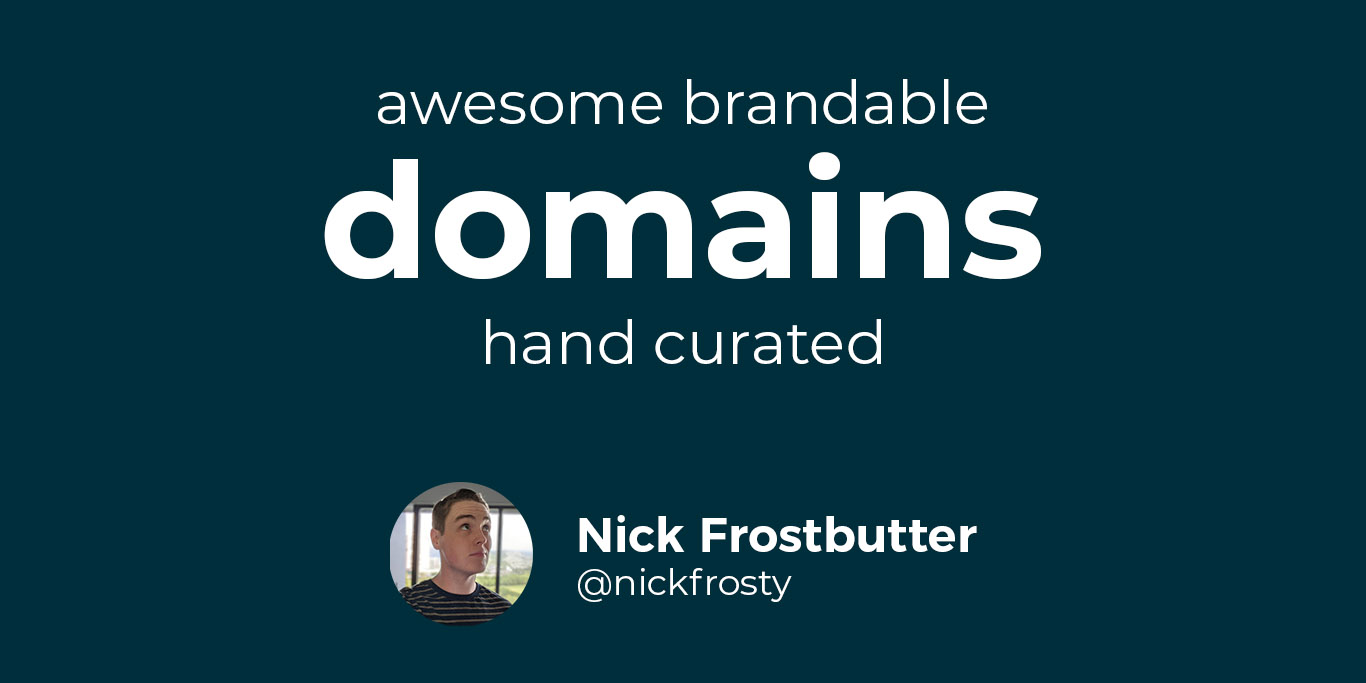 awesome brandable
domains
hand curated
Nick Frostbutter
@nickfrosty